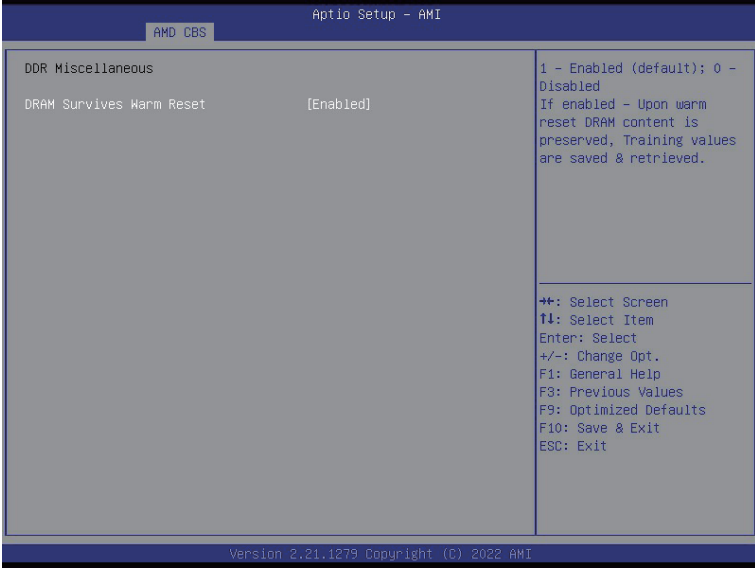 Aptio Setup – AMI
AMD CBS
DDR Miscellaneous
DRAM Survives Warm Reset [Enabled]
1 – Enabled (default); 0 –
Disabled
If enabled – Upon warm
reset DRAM content is
preserved, Training values
are saved & retrieved.
→←: Select Screen
↑↓: Select Item
Enter: Select
+/-: Change Opt.
F1: General Help
F3: Previous Values
F9: Optimized Defaults
F10: Save & Exit
ESC: Exit
Version 2.21.1279 Copyright (C) 2022 AMI